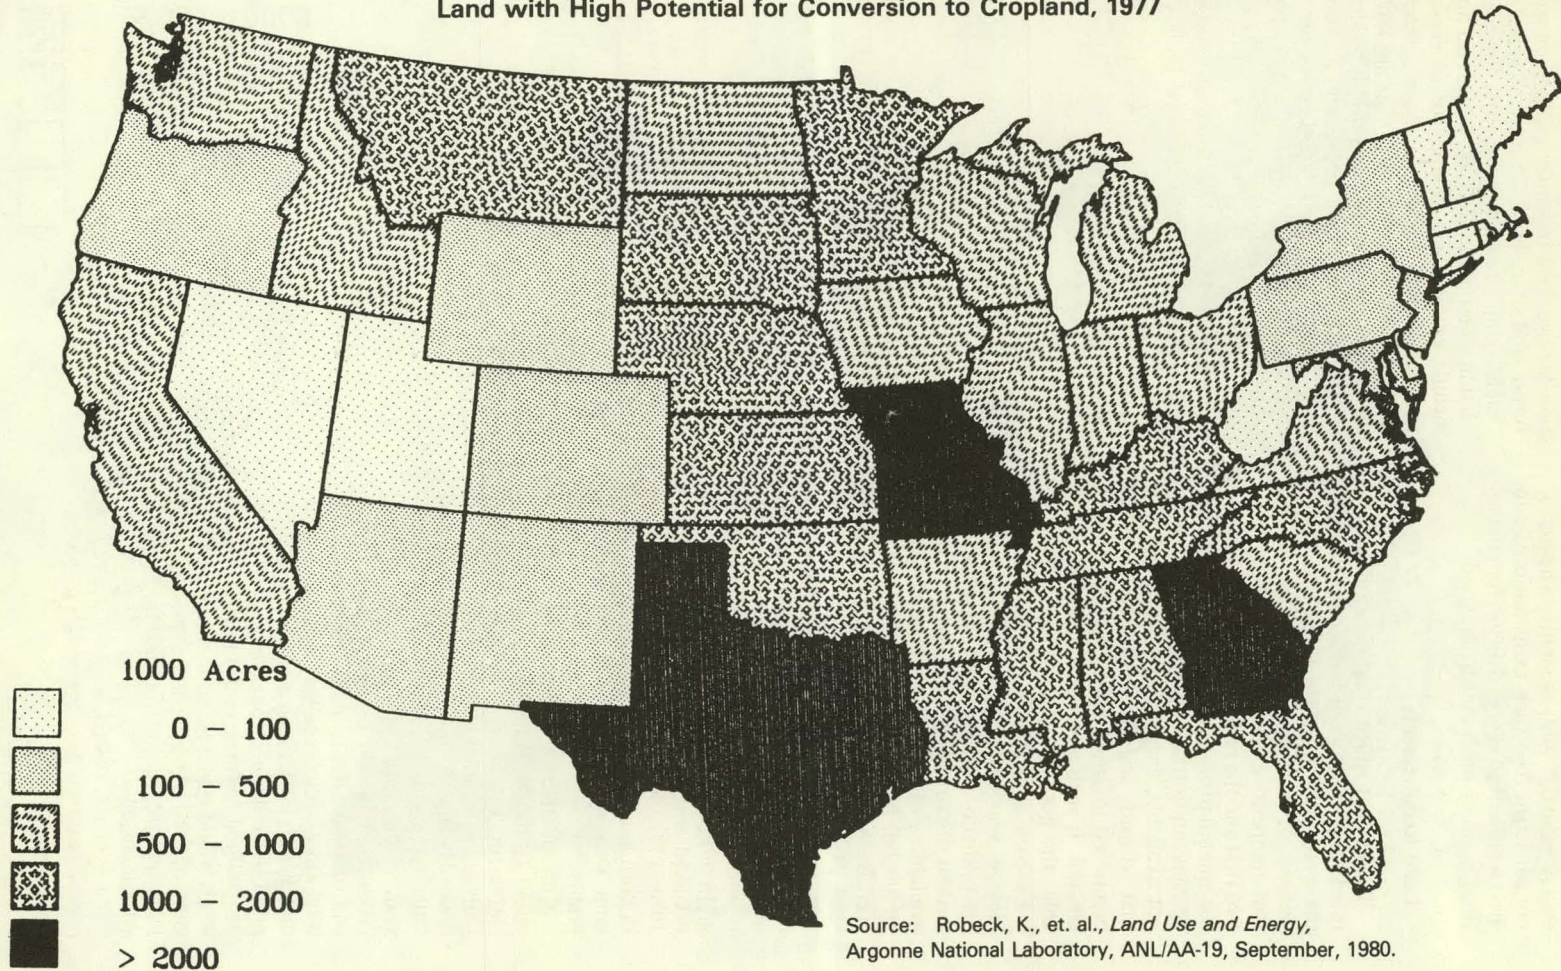 Land with High Potential for Conversion to Cropland, 1977
1000 Acres
0 - 100
100 - 500
500 - 1000
1000 - 2000
> 2000
Source: Robeck, K., et. al., Land Use and Energy,
Argonne National Laboratory, ANL/AA-19, September, 1980.